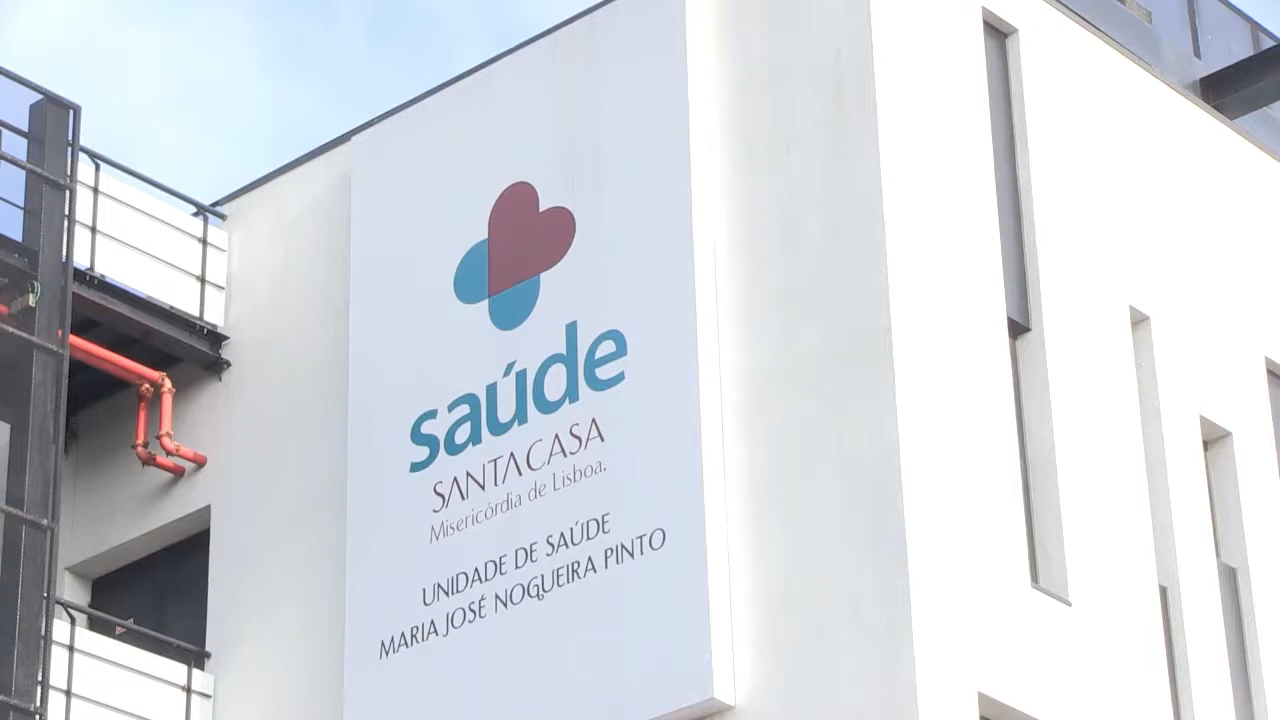 saúde
SANTA CASA
Misericórdia de Lisboa.
UNIDADE DE SAÚDE
MARIA JOSÉ NOGUEIRA PINTO